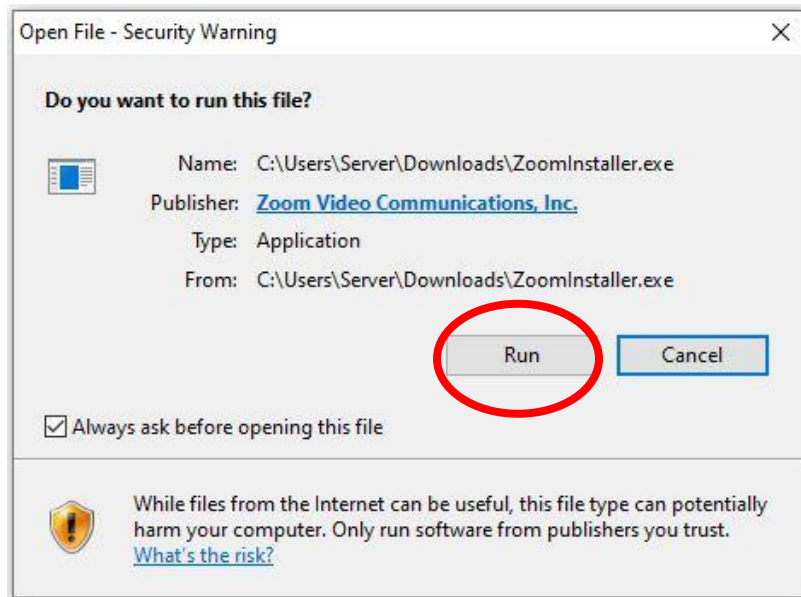 Open File - Security Warning
Do you want to run this file?
Name: C:\Users\Server\Downloads\ZoomInstaller.exe
Publisher: Zoom Video Communications, Inc.
Type: Application
From: C:\Users\Server\Downloads\ZoomInstaller.exe
Run Cancel
Always ask before opening this file
While files from the Internet can be useful, this file type can potentially
harm your computer. Only run software from publishers you trust.
What's the risk?